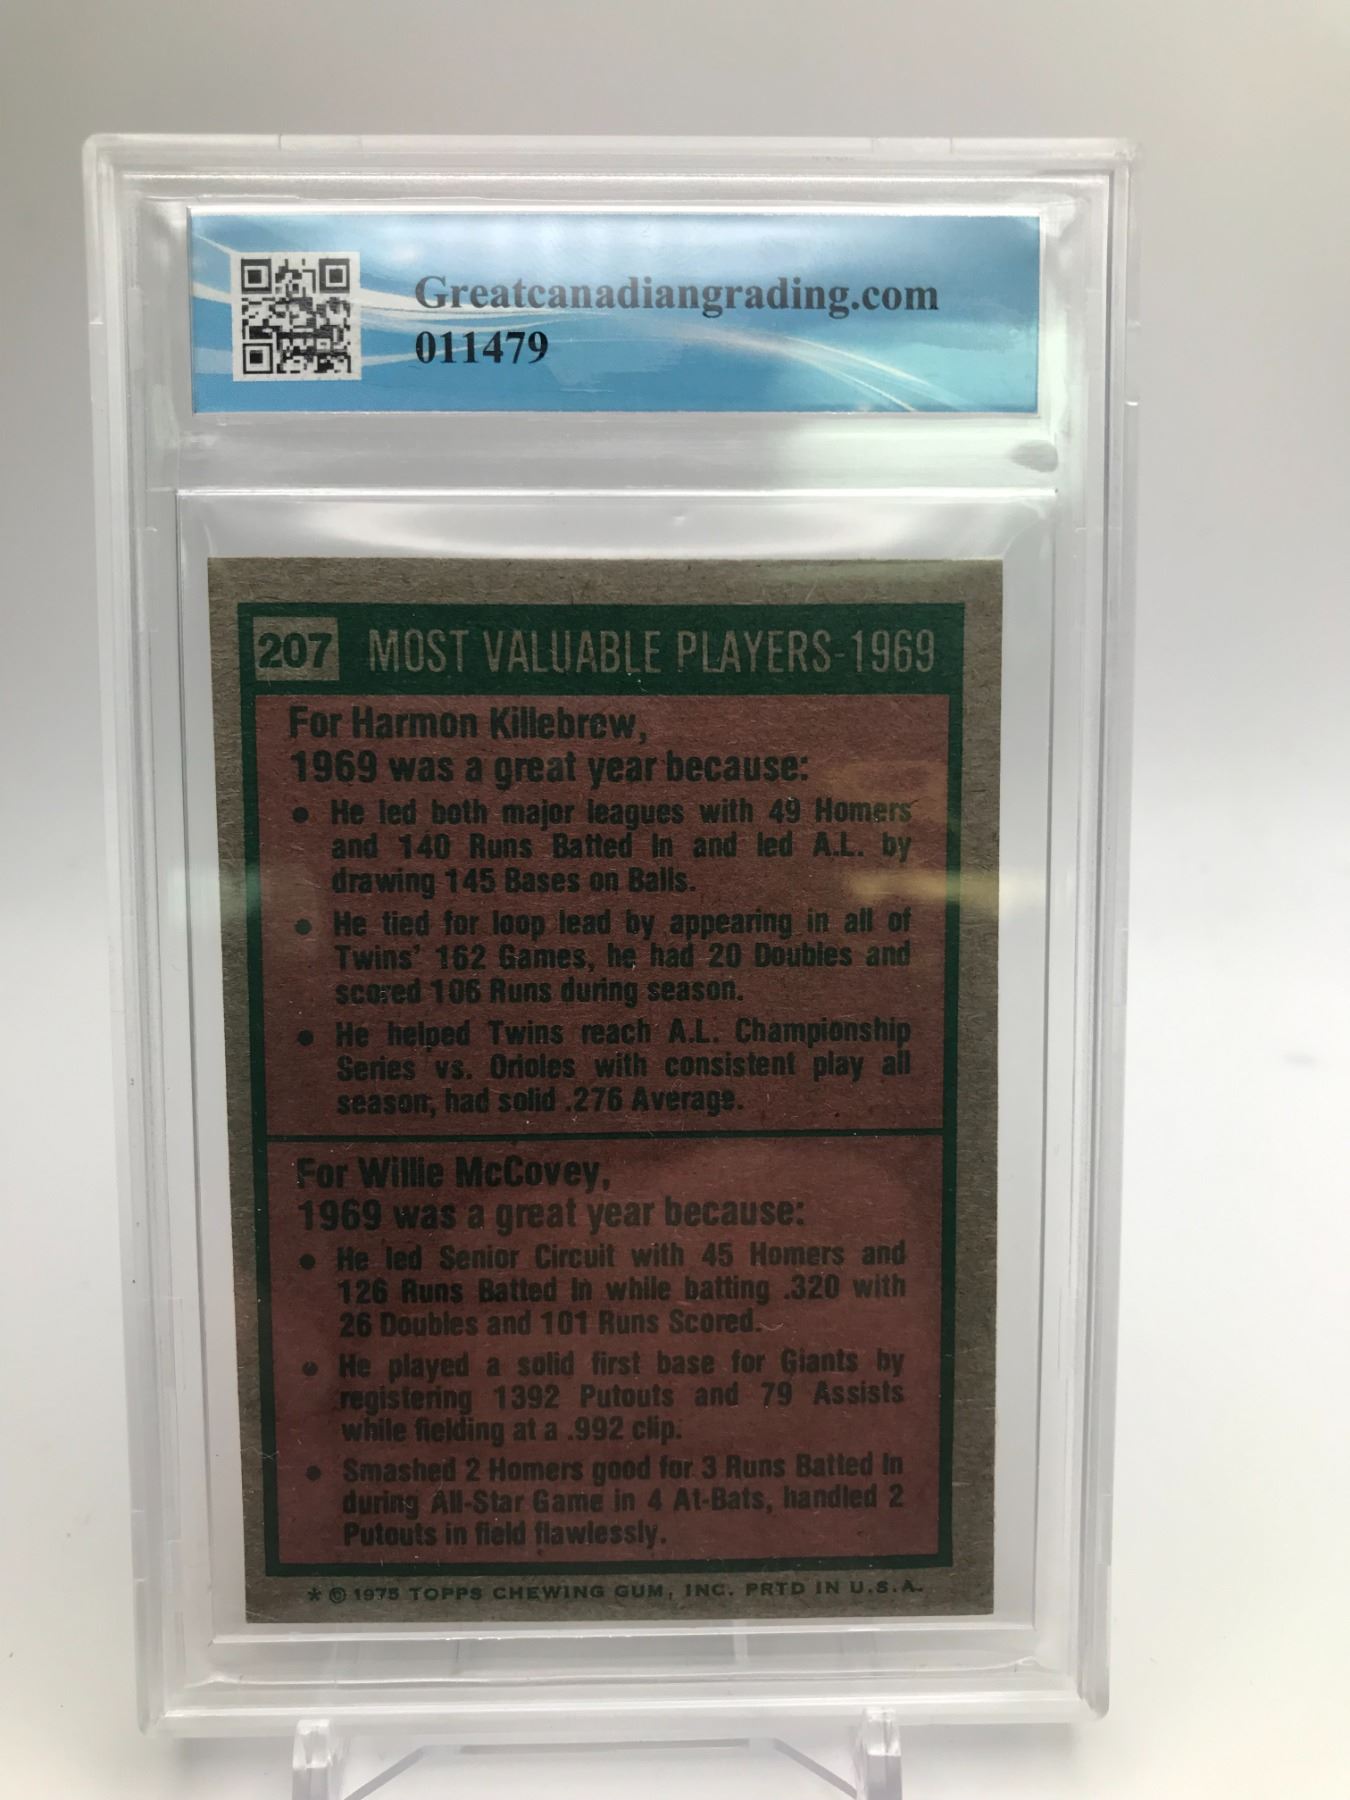 Greatcanadiangrading.com
011479
207 MOST VALUABLE PLAYERS-1969
For Harmon Killebrew,
1969 was a great year because:
• He led both major leagues with 49 Homers
and 140 Runs Batted In and led A.L. by
drawing 145 Bases on Balls.
• He tied for loop lead by appearing in all of
Twins' 162 Games, he had 20 Doubles and
scored 106 Runs during season.
• He helped Twins reach A.L. Championship
Series vs. Orioles with consistent play all
season, had solid .276 Average.
For Willie McCovey,
1969 was a great year because:
• He led Senior Circuit with 45 Homers and
126 Runs Batted In while batting .320 with
26 Doubles and 101 Runs Scored.
• He played a solid first base for Giants by
registering 1392 Putouts and 79 Assists
while fielding at a .992 clip.
• Smashed 2 Homers good for 3 Runs Batted In
during All-Star Game in 4 At-Bats, handled 2
Putouts in field flawlessly.
* © 1975 TOPPS CHEWING GUM, INC. PRTD IN U.S.A.